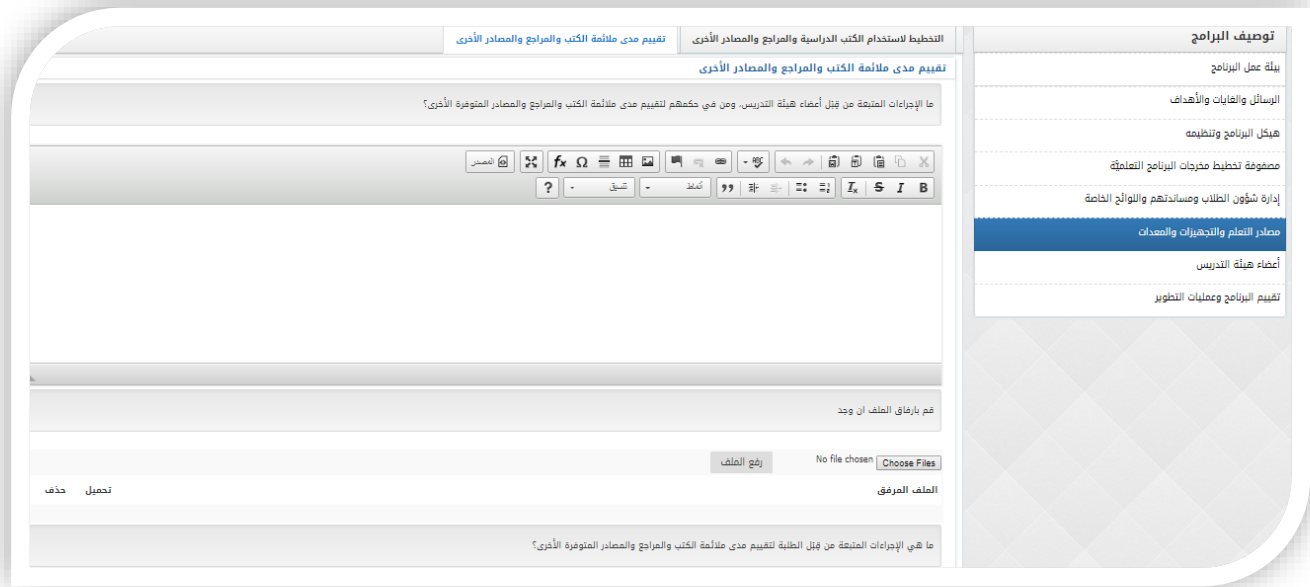 توصيف البرامج
بيئة عمل البرنامج
الرسائل والغايات والأهداف
هيكل البرنامج وتنظيمه
مصفوفة تخطيط مخرجات البرنامج التعلميّة
إدارة شؤون الطلاب ومساندتهم واللوائح الخاصة
مصادر التعلم والتجهيزات والمعدات
أعضاء هيئة التدريس
تقييم البرنامج وعمليات التطوير
التخطيط لاستخدام الكتب الدراسية والمراجع والمصادر الأخرى تقييم مدى ملائمة الكتب والمراجع والمصادر الأخرى
تقييم مدى ملائمة الكتب والمراجع والمصادر الأخرى
ما الإجراءات المتبعة من قِبَل أعضاء هيئة التدريس، ومن في حكمهم لتقييم مدى ملائمة الكتب والمراجع والمصادر المتوفرة الأخرى؟
المصدر
B I S Tx أنماط تنسيق ?
قم بارفاق الملف ان وجد
Choose Files No file chosen رفع الملف
الملف المرفق تحميل حذف
ما هي الإجراءات المتبعة من قِبَل الطلبة لتقييم مدى ملائمة الكتب والمراجع والمصادر المتوفرة الأخرى؟